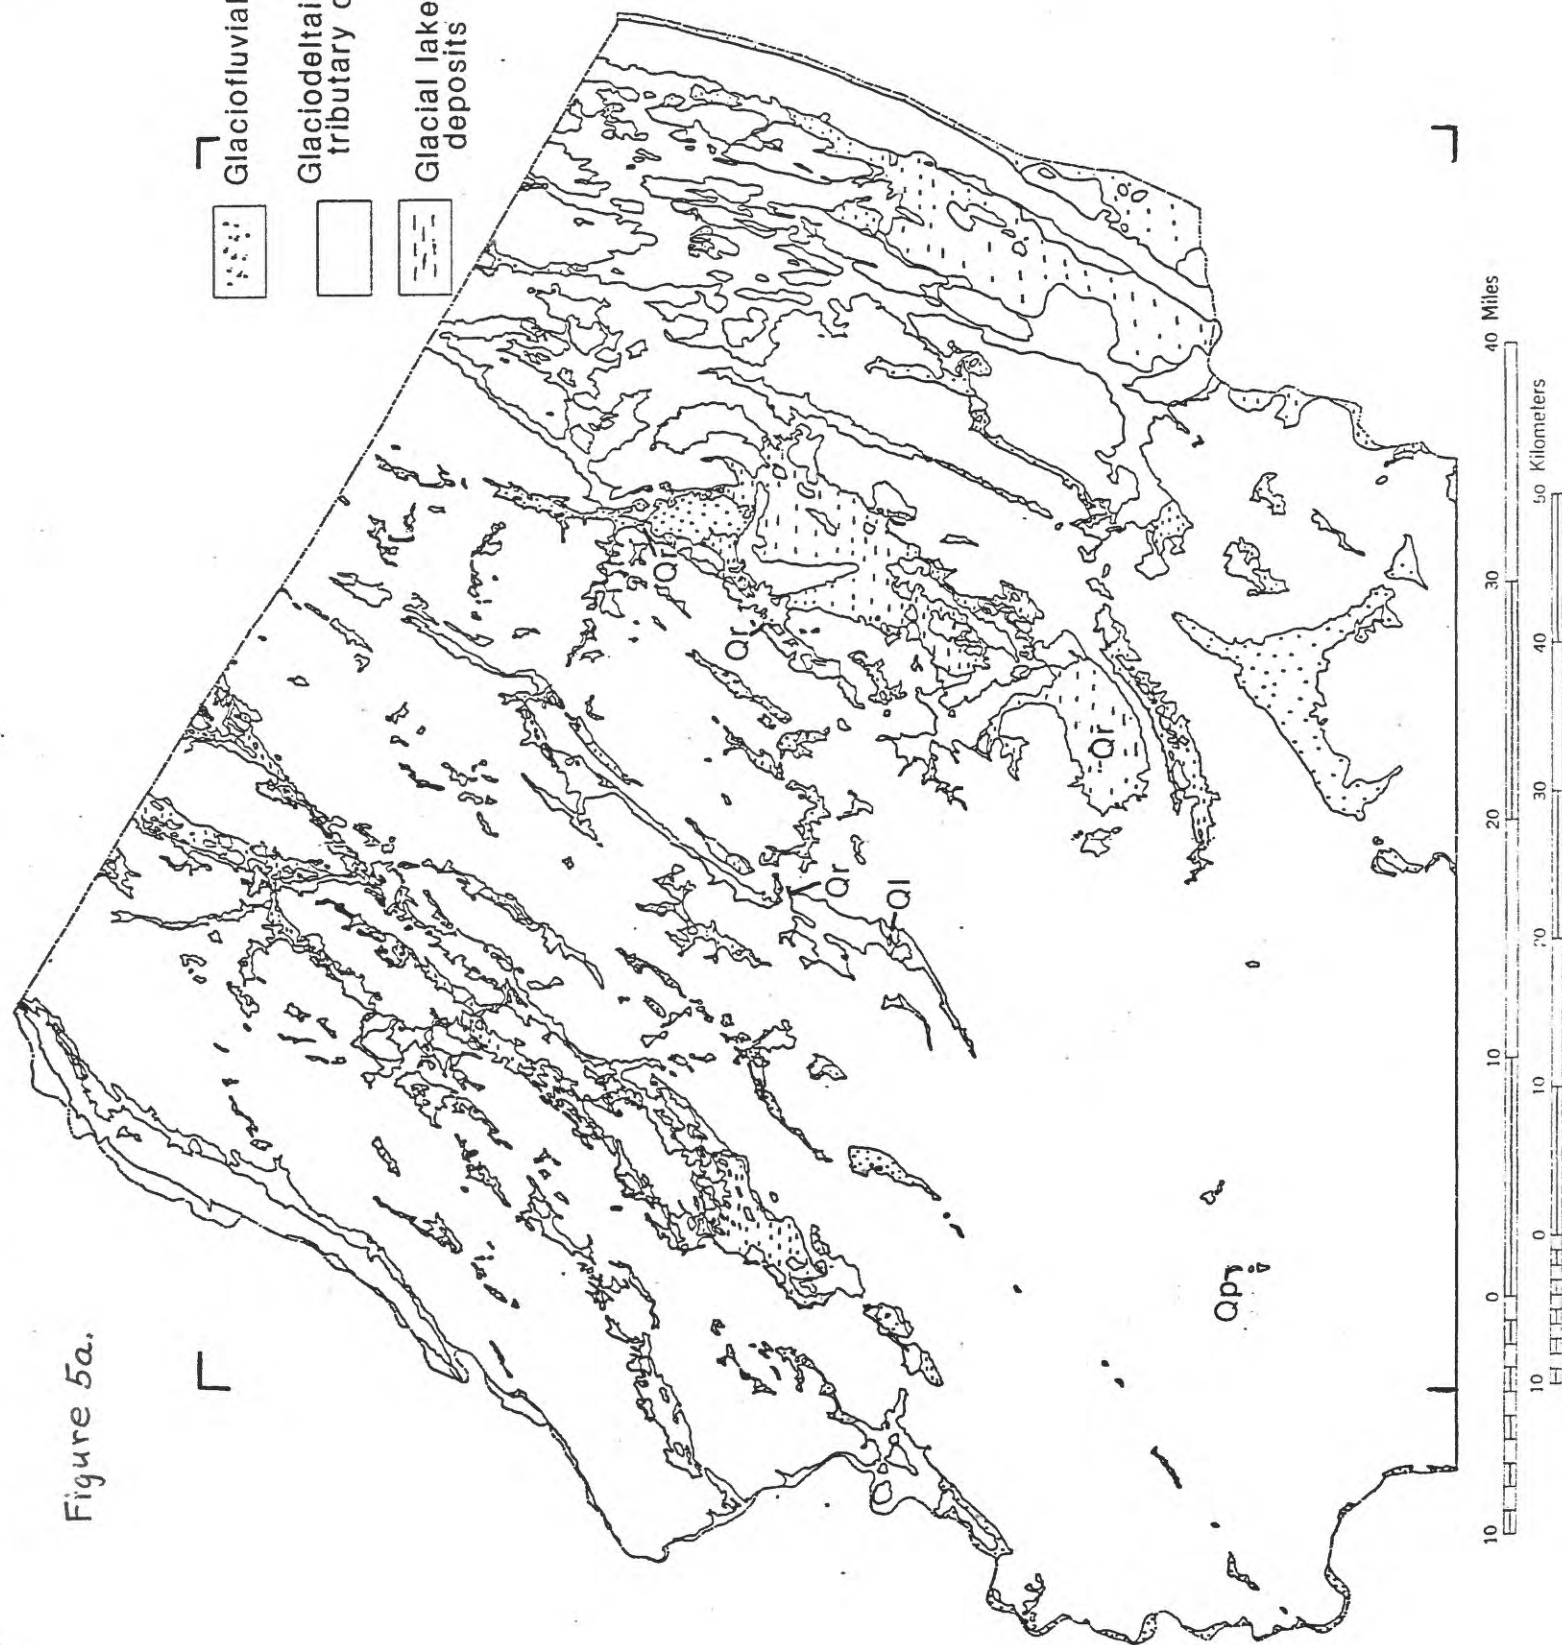 Figure 5a.
Glaciofluvial
Glaciodeltai
tributary
Glacial lake
deposits
Qr
Qr
Qr
Qr
Ql
Qp
10 0 10 20 30 40 Miles
10 0 10 20 30 40 50 Kilometers